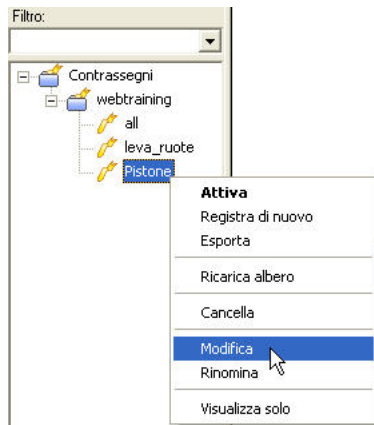 Filtro:
Contrassegni
webtraining
all
leva_ruote
Pistone
Attiva
Registra di nuovo
Esporta
Ricarica albero
Cancella
Modifica
Rinomina
Visualizza solo